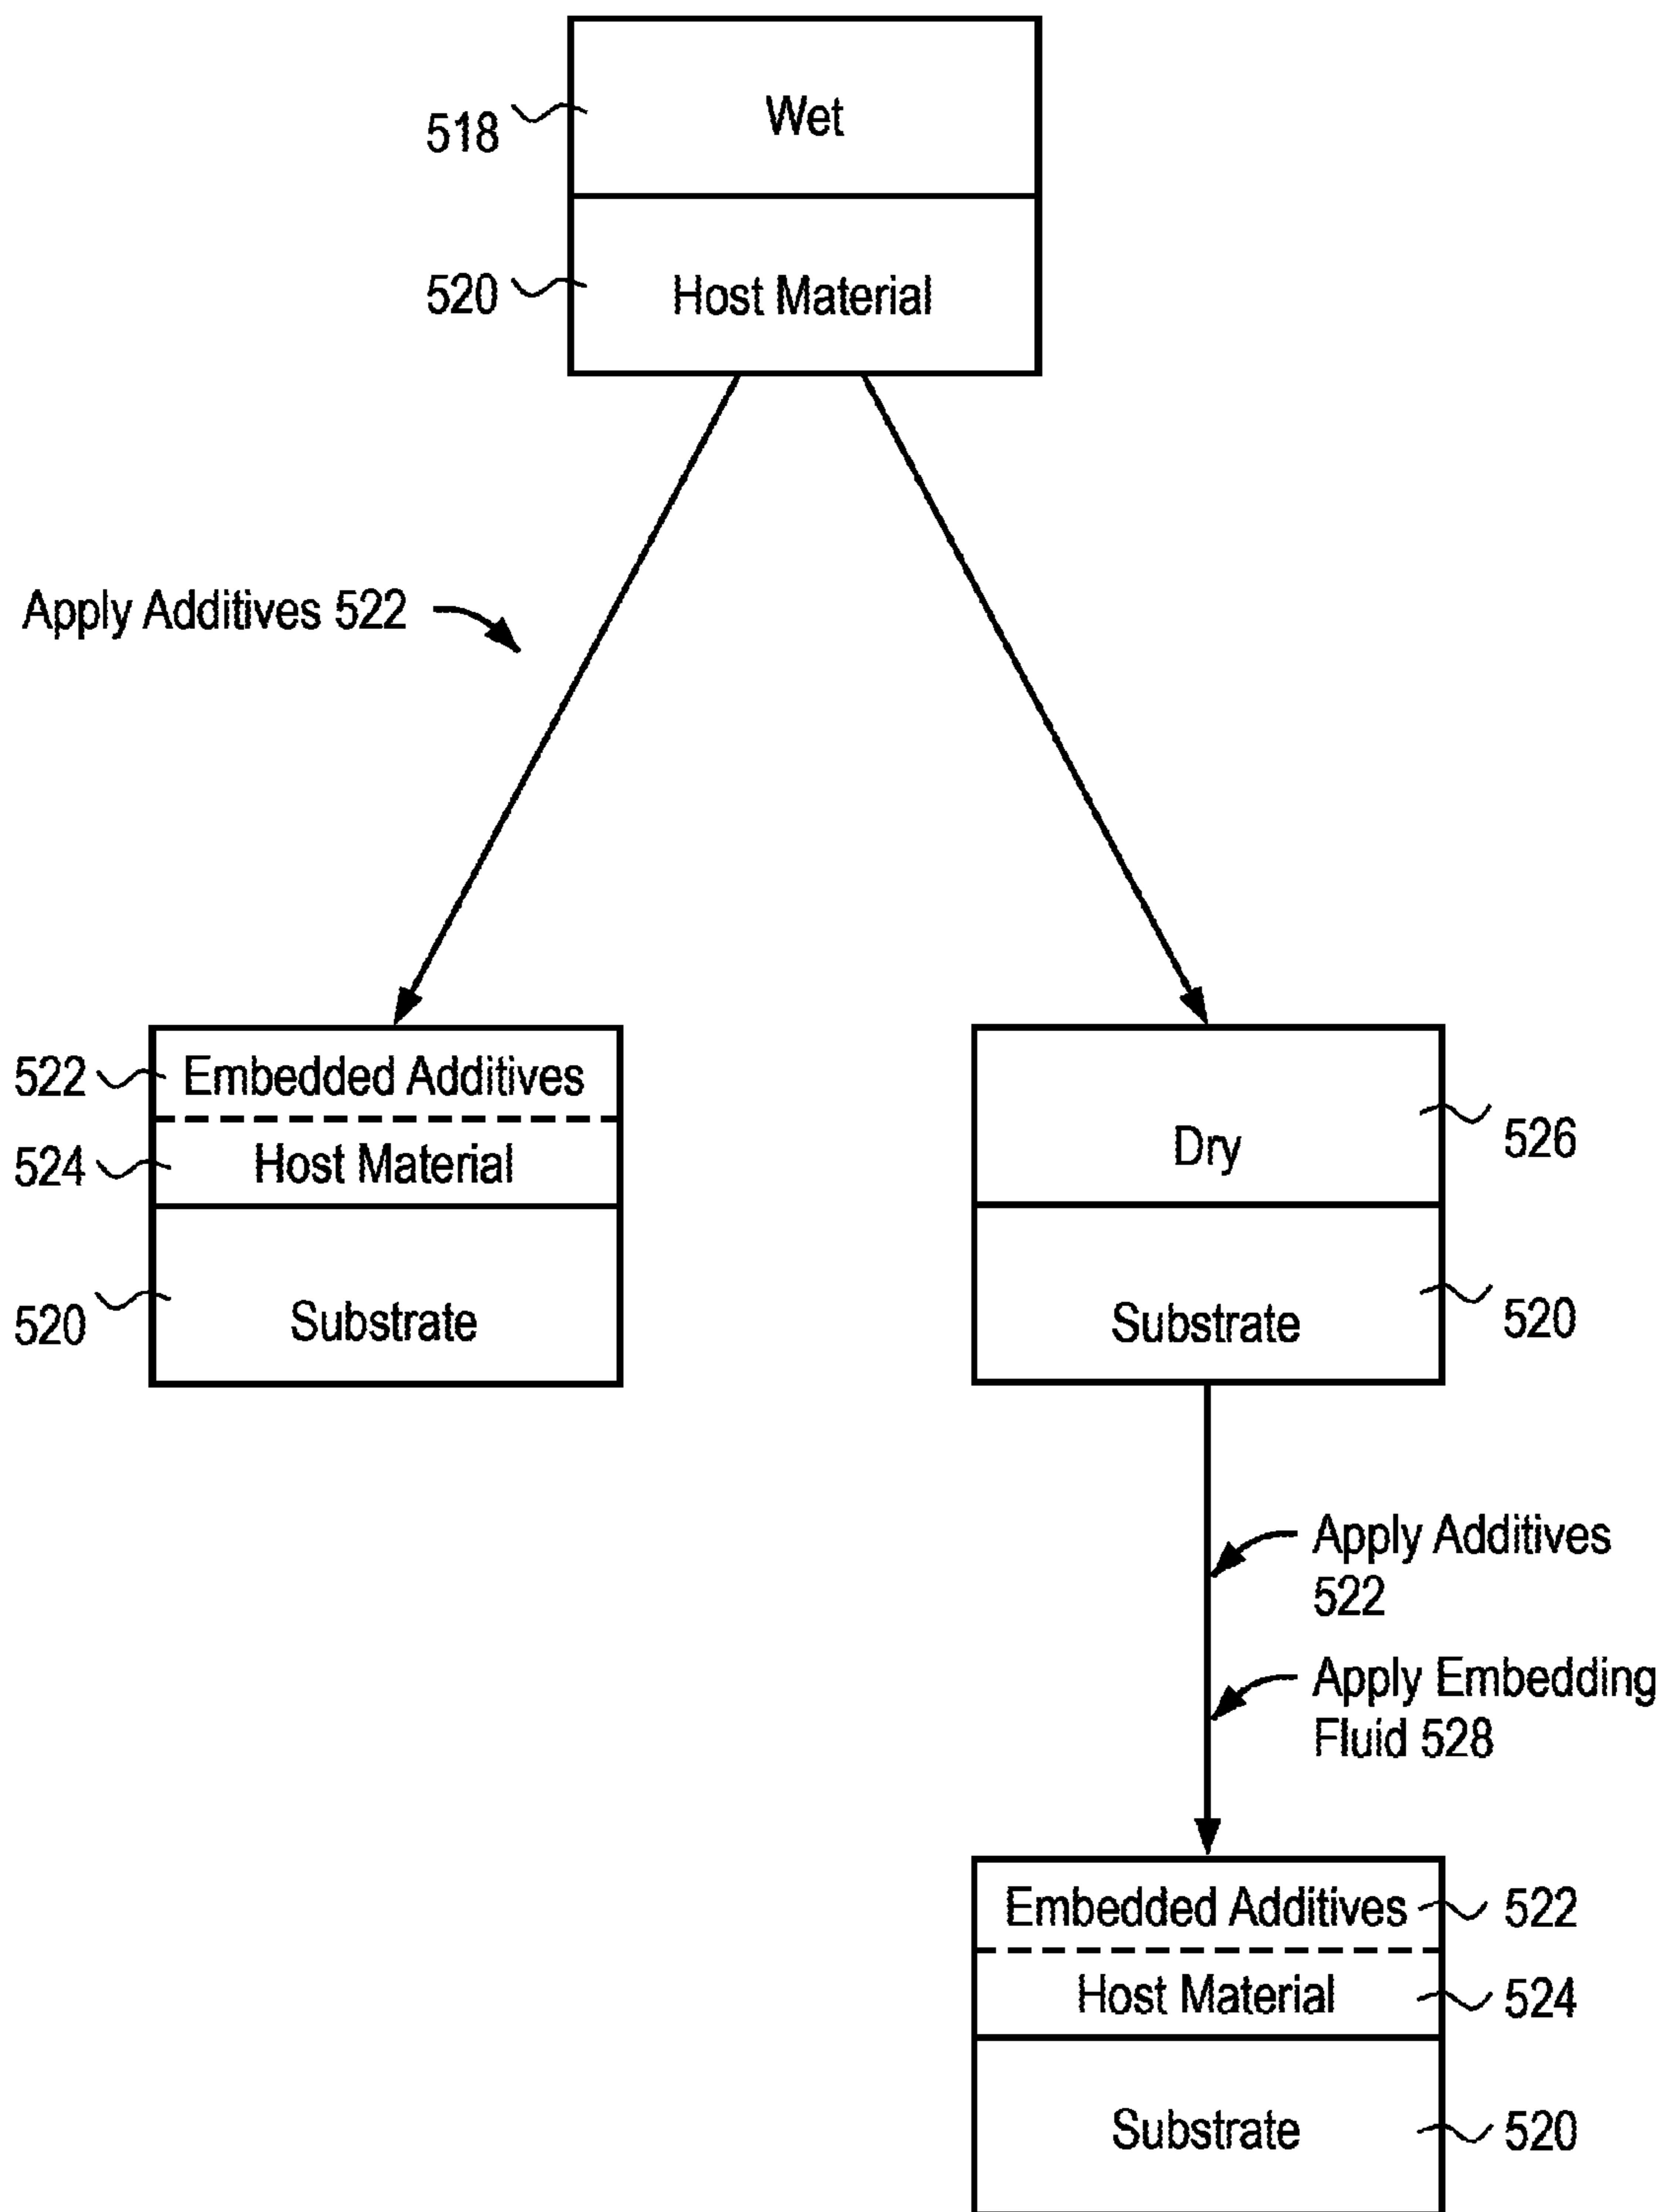 518
Wet
520
Host Material
Apply Additives 522
522
Embedded Additives
524
Host Material
520
Substrate
Dry
526
Substrate
520
Apply Additives
522
Apply Embedding
Fluid 528
Embedded Additives
522
Host Material
524
Substrate
520